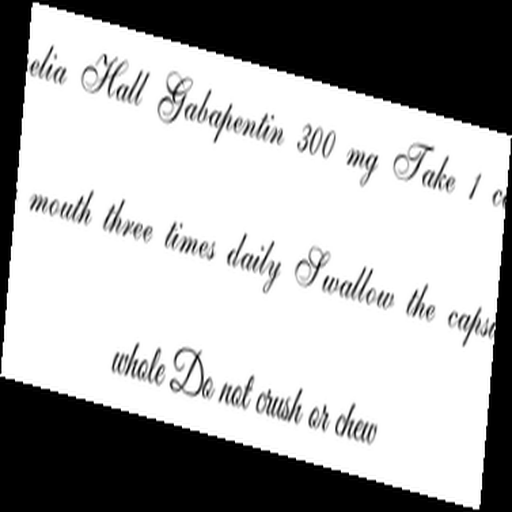 elia Hall Gabapentin 300 mg Take 1
mouth three times daily Swallow the
whole Do not crush or chew